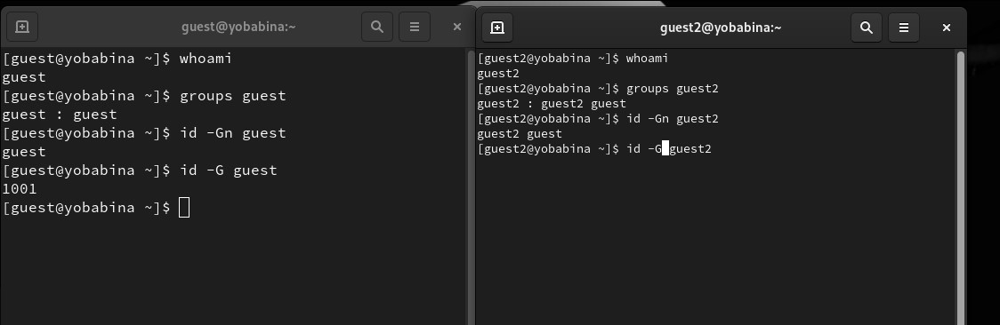 guest@yobabina:~
[guest@yobabina ~]$ whoami
guest
[guest@yobabina ~]$ groups guest
guest : guest
[guest@yobabina ~]$ id -Gn guest
guest
[guest@yobabina ~]$ id -G guest
1001
[guest@yobabina ~]$
guest2@yobabina:~
[guest2@yobabina ~]$ whoami
guest2
[guest2@yobabina ~]$ groups guest2
guest2 : guest2 guest
[guest2@yobabina ~]$ id -Gn guest2
guest2 guest
[guest2@yobabina ~]$ id -G guest2